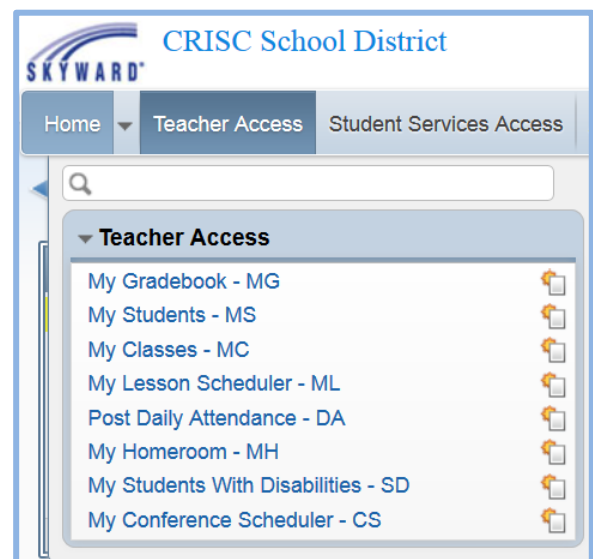 CRISC School District
SKYWARD
Home Teacher Access Student Services Access
Teacher Access
My Gradebook - MG
My Students - MS
My Classes - MC
My Lesson Scheduler - ML
Post Daily Attendance - DA
My Homeroom - MH
My Students With Disabilities - SD
My Conference Scheduler - CS